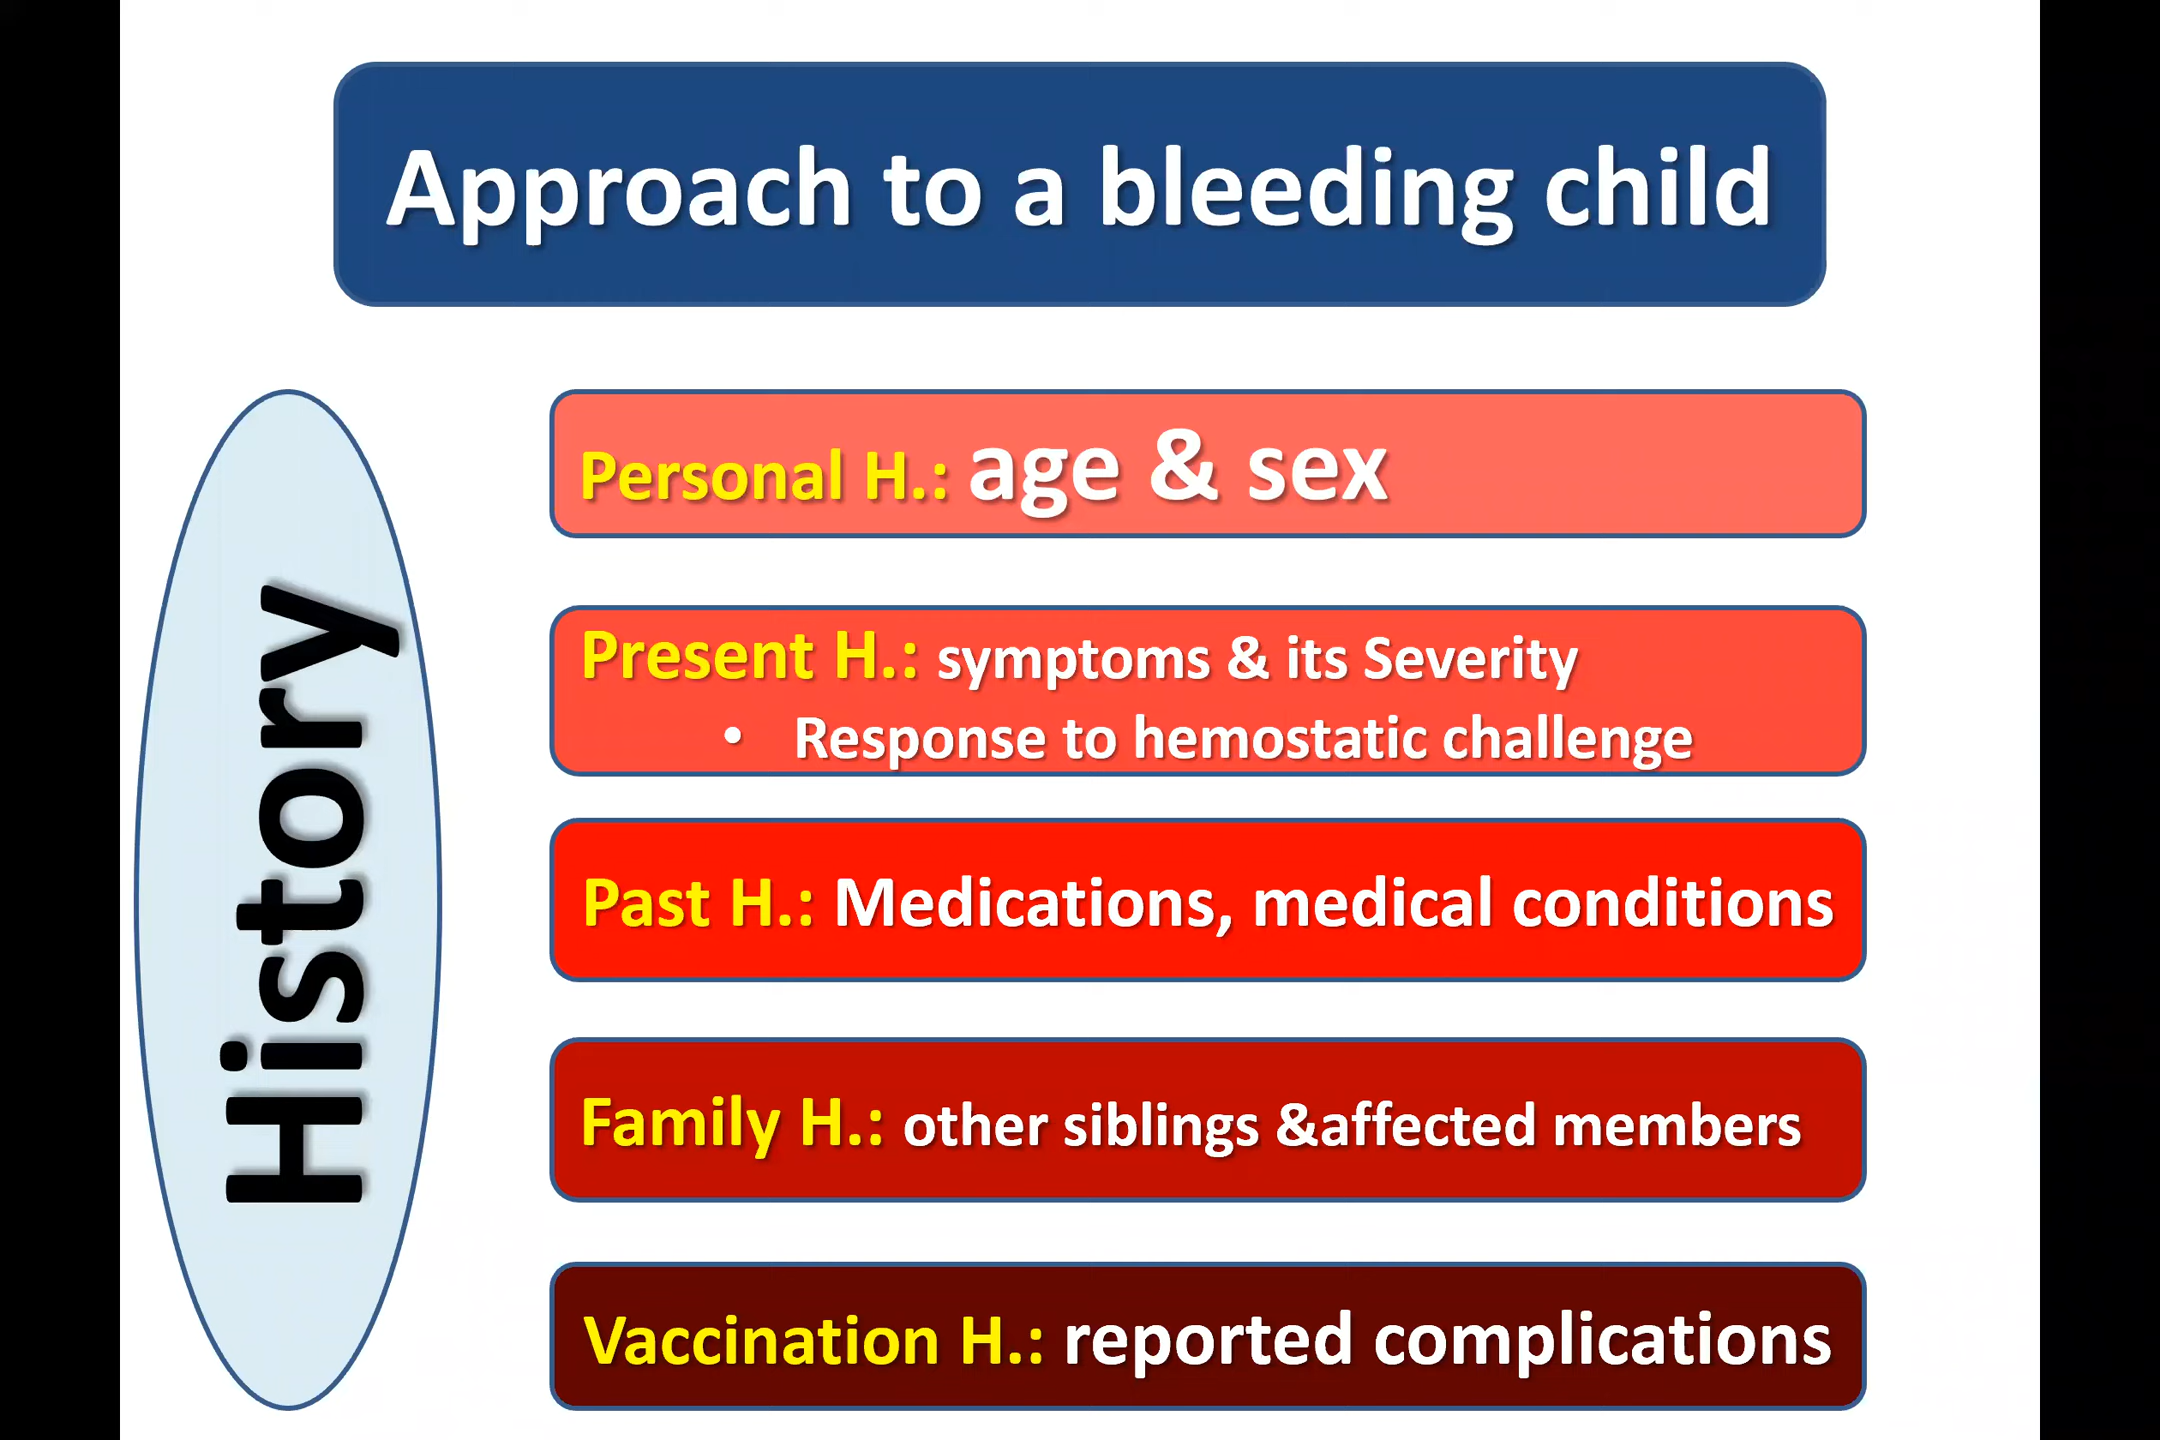 Approach to a bleeding child
History
Personal H.: age & sex
Present H.: symptoms & its Severity
• Response to hemostatic challenge
Past H.: Medications, medical conditions
Family H.: other siblings &affected members
Vaccination H.: reported complications